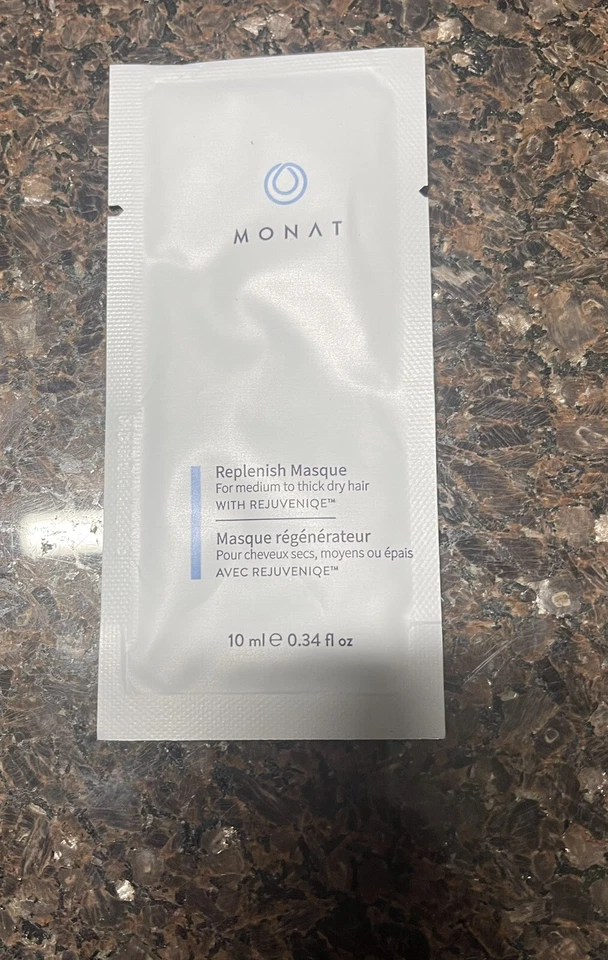 MONAT
Replenish Masque
For medium to thick dry hair
WITH REJUVENIQE™
Masque régénérateur
Pour cheveux secs, moyens ou épais
AVEC REJUVENIQE™
10 ml ℮ 0.34 fl oz